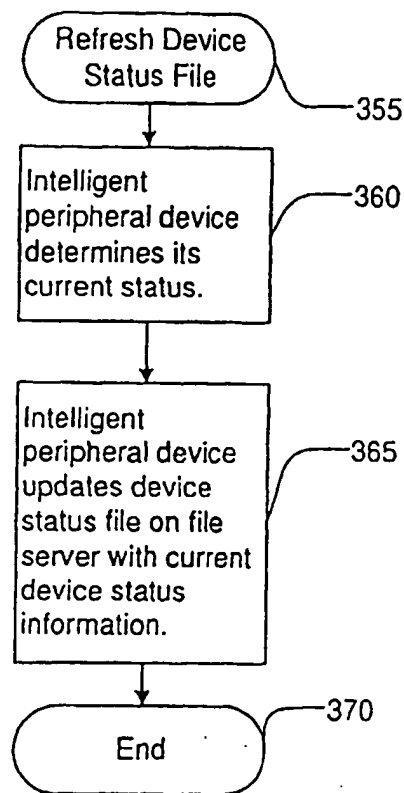 Refresh Device
Status File
355
Intelligent
peripheral device
determines its
current status.
360
Intelligent
peripheral device
updates device
status file on file
server with current
device status
information.
365
End
370